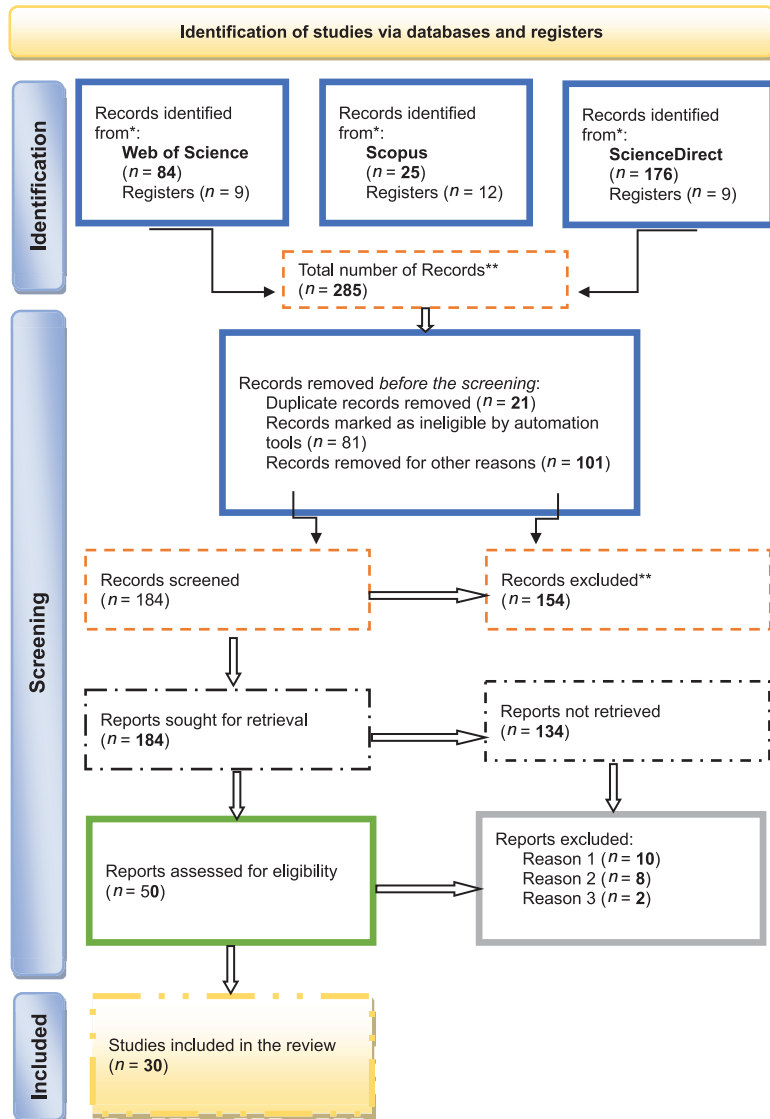 Identification of studies via databases and registers
Identification
Records identified
from*:
Web of Science
(n = 84)
Registers (n = 9)
Records identified
from*:
Scopus
(n = 25)
Registers (n = 12)
Records identified
from*:
ScienceDirect
(n = 176)
Registers (n = 9)
Total number of Records**
(n = 285)
Screening
Records removed before the screening:
Duplicate records removed (n = 21)
Records marked as ineligible by automation
tools (n = 81)
Records removed for other reasons (n = 101)
Records screened
(n = 184)
Records excluded**
(n = 154)
Reports sought for retrieval
(n = 184)
Reports not retrieved
(n = 134)
Reports assessed for eligibility
(n = 50)
Reports excluded:
Reason 1 (n = 10)
Reason 2 (n = 8)
Reason 3 (n = 2)
Included
Studies included in the review
(n = 30)